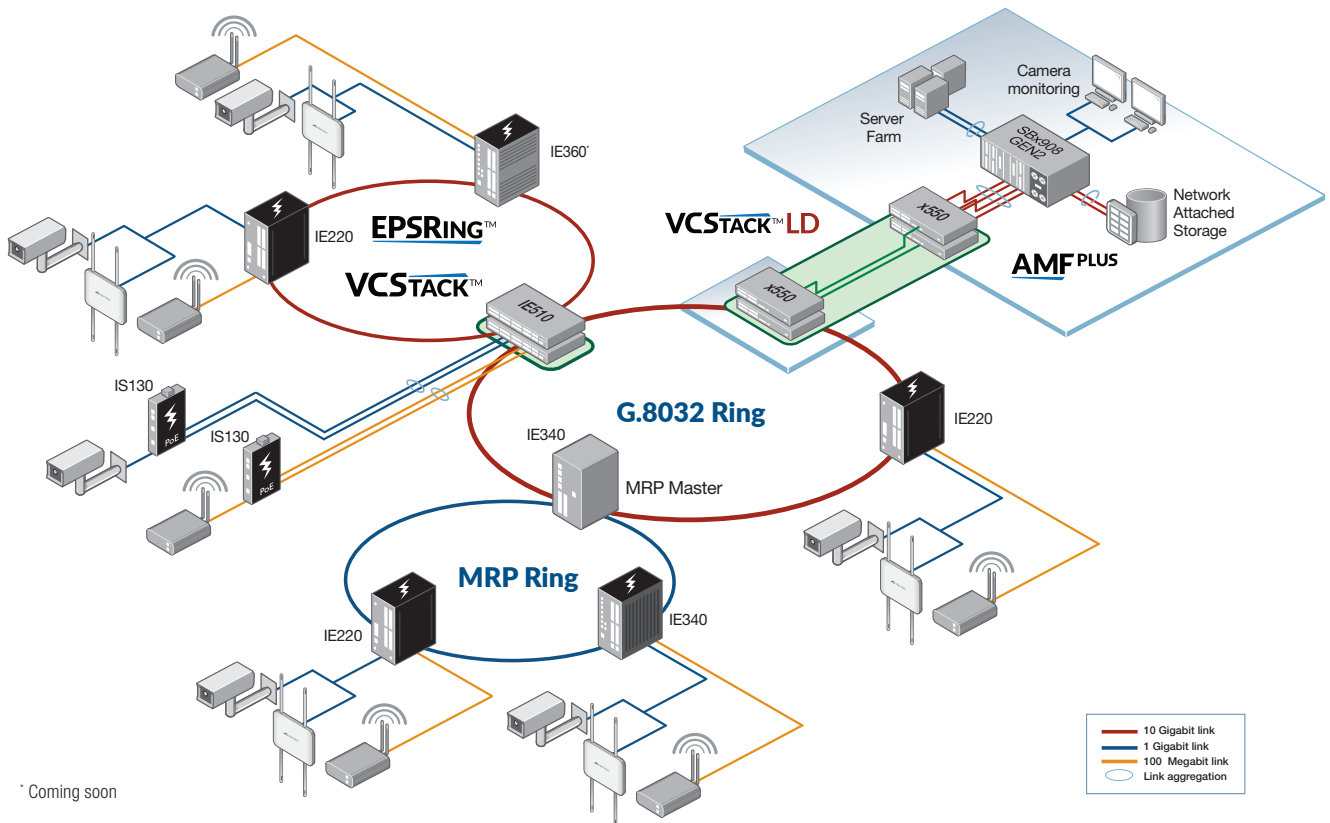 Camera
monitoring
Server
Farm
SBx908
GEN2
IE360*
Network
Attached
Storage
x550
EPSRING™
VCSTACK™ LD
IE220
AMF PLUS
VCSTACK™
x550
IE510
IS130
PoE
G.8032 Ring
IE220
IS130
PoE
IE340
MRP Master
MRP Ring
IE220
IE340
10 Gigabit link
1 Gigabit link
100 Megabit link
Link aggregation
* Coming soon